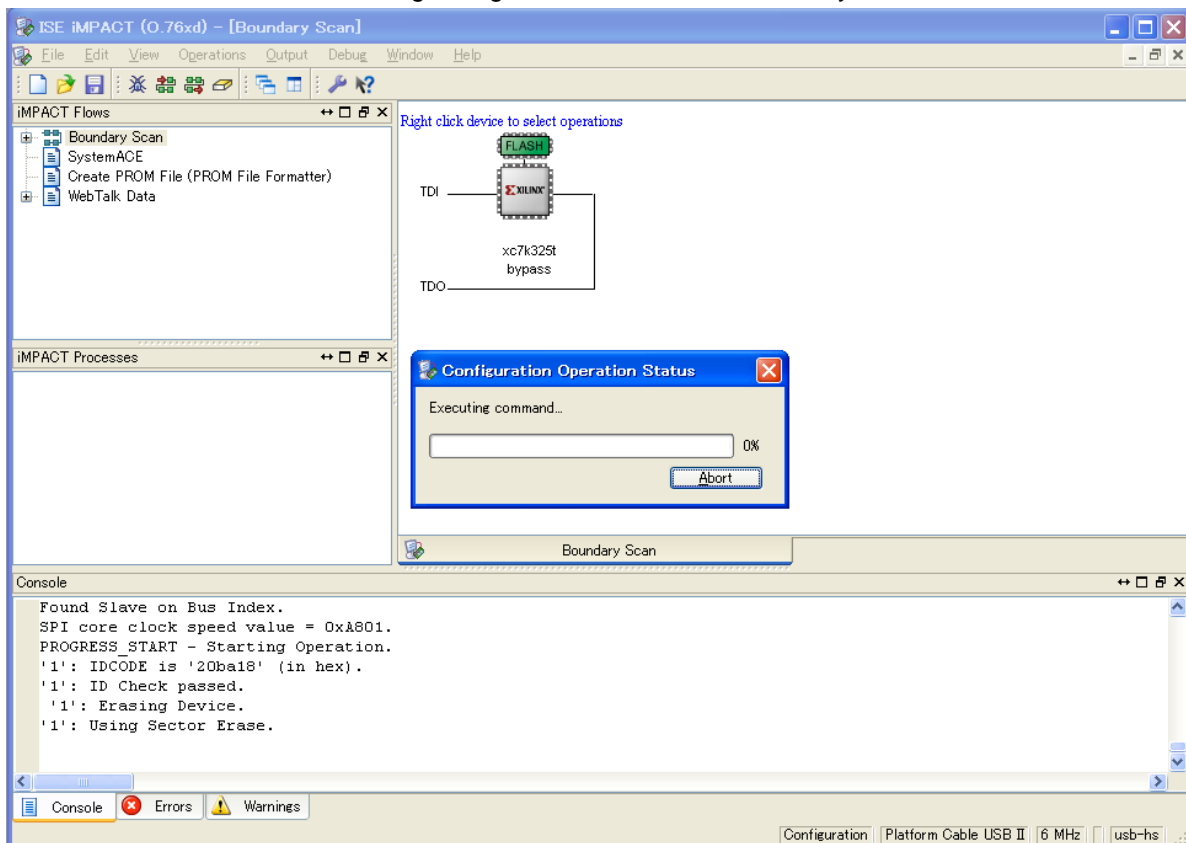 ISE iMPACT (O.76xd) - [Boundary Scan]
File Edit View Operations Output Debug Window Help
iMPACT Flows
Boundary Scan
SystemACE
Create PROM File (PROM File Formatter)
WebTalk Data
Right click device to select operations
FLASH
TDI
XILINX
xc7k325t
bypass
TDO
iMPACT Processes
Configuration Operation Status
Executing command...
0%
Abort
Boundary Scan
Console
Found Slave on Bus Index.
SPI core clock speed value = 0xA801.
PROGRESS_START - Starting Operation.
'1': IDCODE is '20ba18' (in hex).
'1': ID Check passed.
'1': Erasing Device.
'1': Using Sector Erase.
Console Errors Warnings
Configuration Platform Cable USB II 6 MHz usb-hs